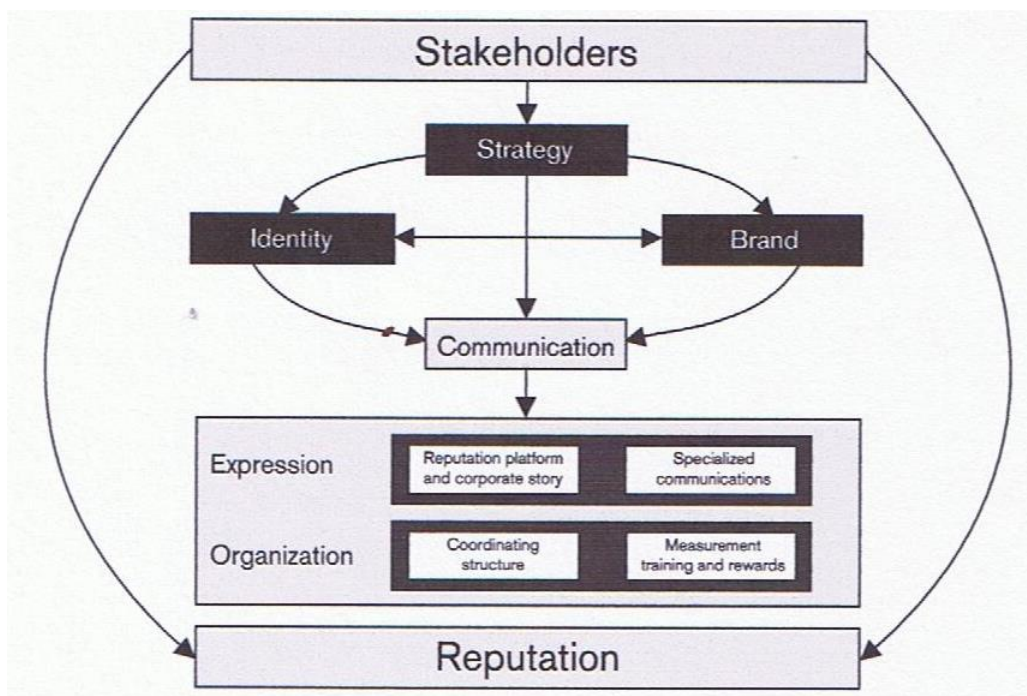 Stakeholders
Strategy
Identity
Brand
Communication
Expression
Reputation platform
and corporate story
Specialized
communications
Organization
Coordinating
structure
Measurement
training and rewards
Reputation